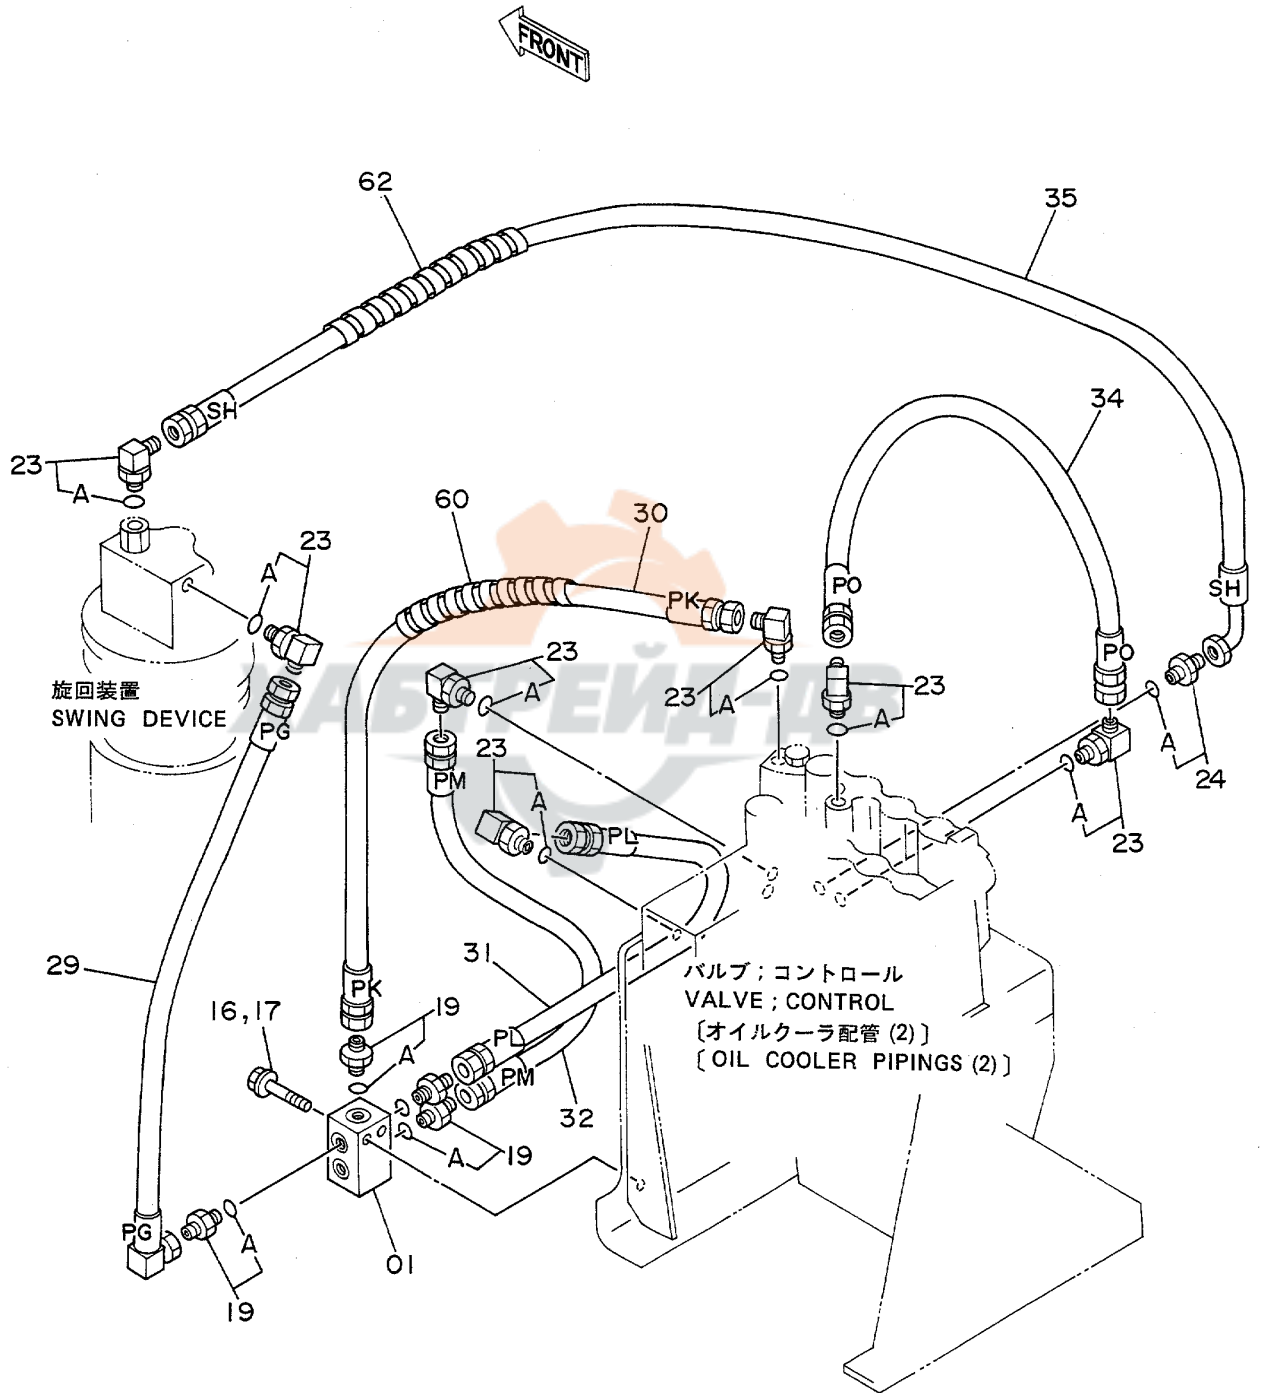 FRONT
62
35
34
SH
23
A
60
30
23
A
PK
PO
SH
旋回装置
SWING DEVICE
PG
23
A
23
A
23
A
PO
A
24
ХАБТРЕЙД-ДВ
PM
23
A
PL
A
23
29
31
バルブ;コントロール
VALVE;CONTROL
〔オイルクーラ配管(2)〕
〔OIL COOLER PIPINGS(2)〕
16,17
PK
19
A
PL
PM
32
A
19
PG
A
19
01